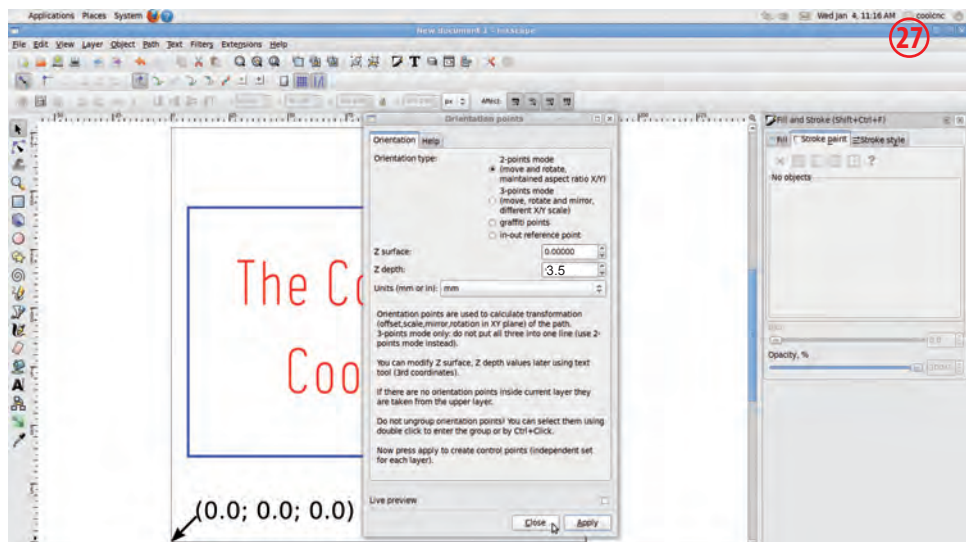 Applications Places System
Wed Jan 4, 11:16 AM coolcnc
27
New document 1 - Inkscape
File Edit View Layer Object Path Text Filters Extensions Help
px Affect:
Orientation points
Fill and Stroke (Shift+Ctrl+F)
Orientation Help
Fill Stroke paint Stroke style
Orientation type:
2-points mode
(move and rotate,
maintained aspect ratio X/Y)
3-points mode
(move, rotate and mirror,
different X/Y scale)
graffiti points
in-out reference point
No objects
Z surface: 0.00000
Z depth: 3.5
Units (mm or in): mm
The Co
Coo
Orientation points are used to calculate transformation
(offset,scale,mirror,rotation in XY plane) of the path.
3-points mode only: do not put all three into one line (use 2-
points mode instead).
You can modify Z surface, Z depth values later using text
tool (3rd coordinates).
If there are no orientation points inside current layer they
are taken from the upper layer.
Do not ungroup orientation points! You can select them using
double click to enter the group or by Ctrl+Click.
Now press apply to create control points (independent set
for each layer).
Opacity, %
Live preview
Close Apply
(0.0; 0.0; 0.0)